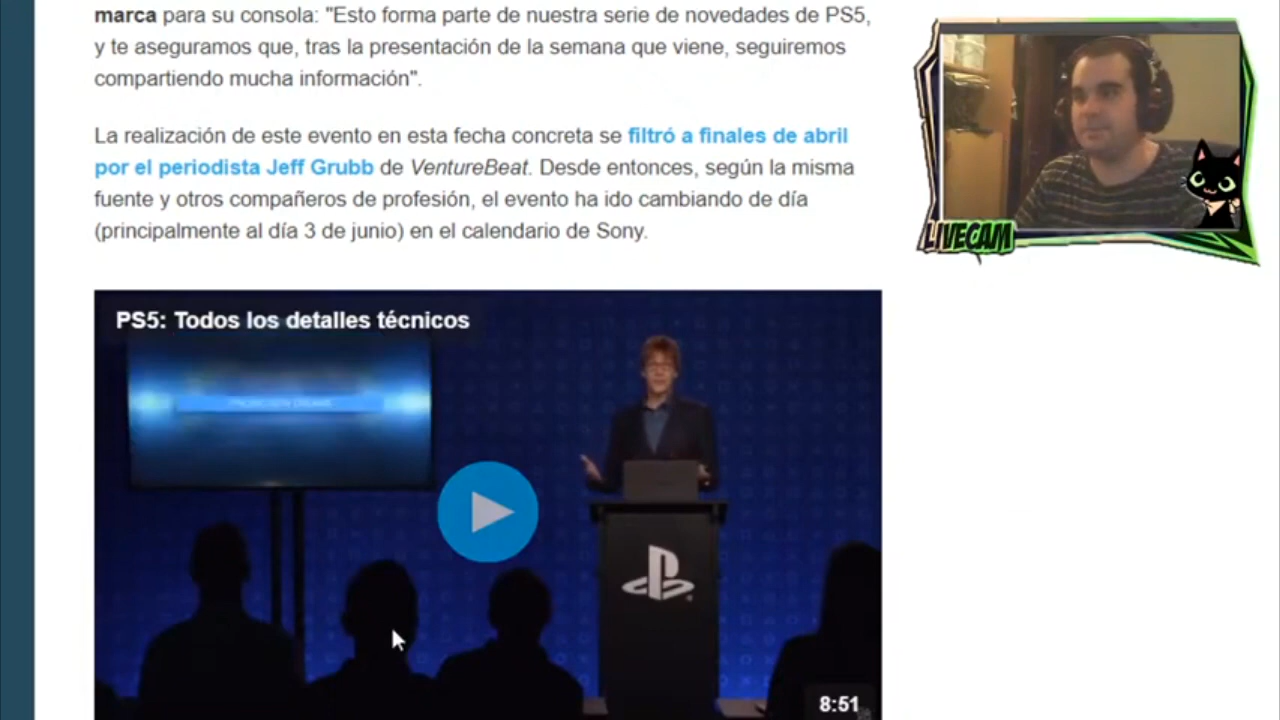 marca para su consola: "Esto forma parte de nuestra serie de novedades de PS5,
y te aseguramos que, tras la presentación de la semana que viene, seguiremos
compartiendo mucha información".
La realización de este evento en esta fecha concreta se filtró a finales de abril
por el periodista Jeff Grubb de VentureBeat. Desde entonces, según la misma
fuente y otros compañeros de profesión, el evento ha ido cambiando de día
(principalmente al día 3 de junio) en el calendario de Sony.
LIVECAM
PS5: Todos los detalles técnicos
8:51